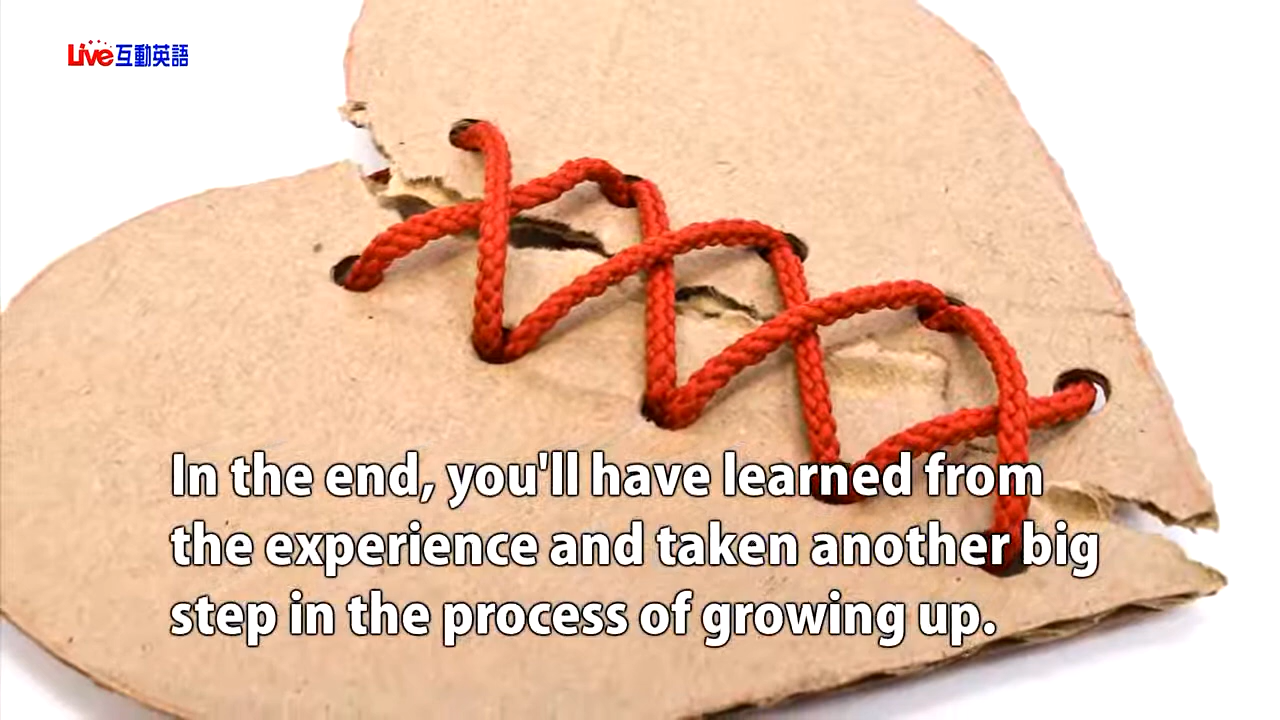 Live互動英語
In the end, you'll have learned from
the experience and taken another big
step in the process of growing up.